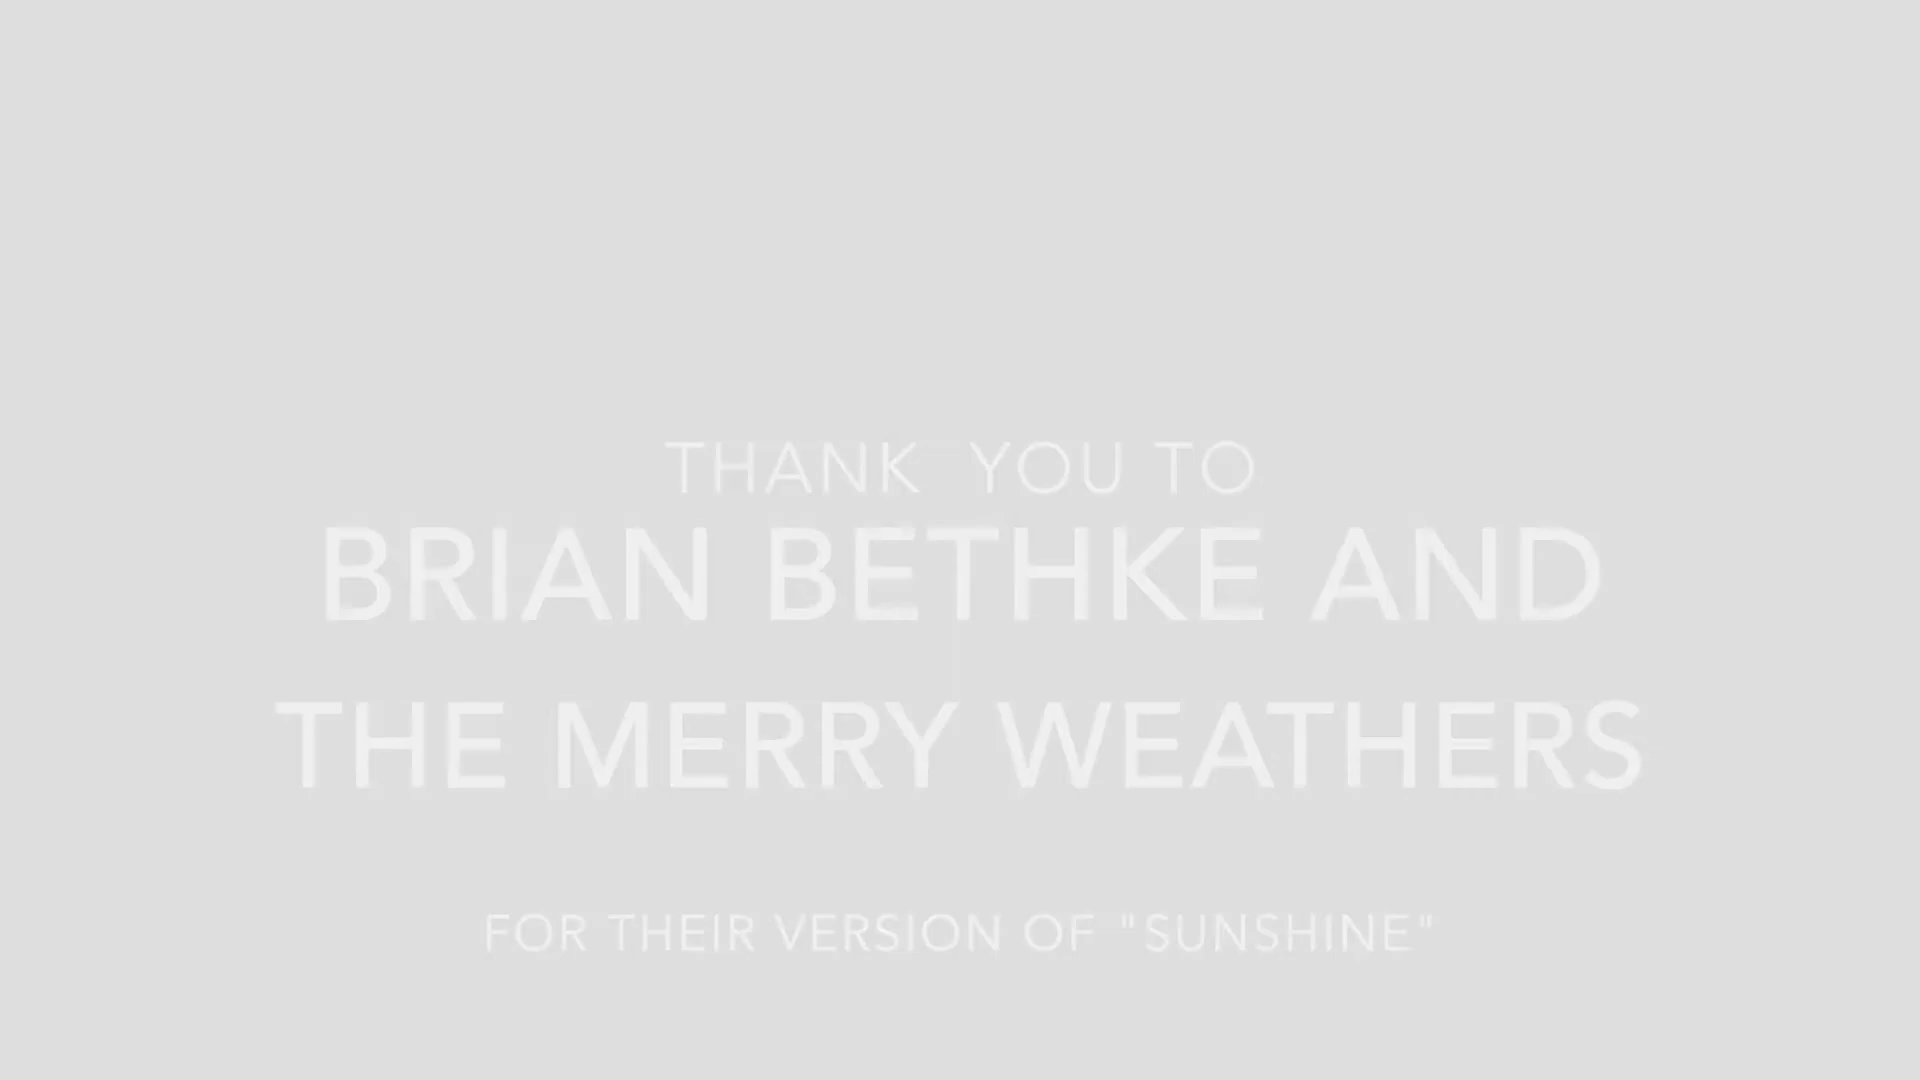 THANK YOU TO
BRIAN BETHKE AND
THE MERRY WEATHERS
FOR THEIR VERSION OF "SUNSHINE"